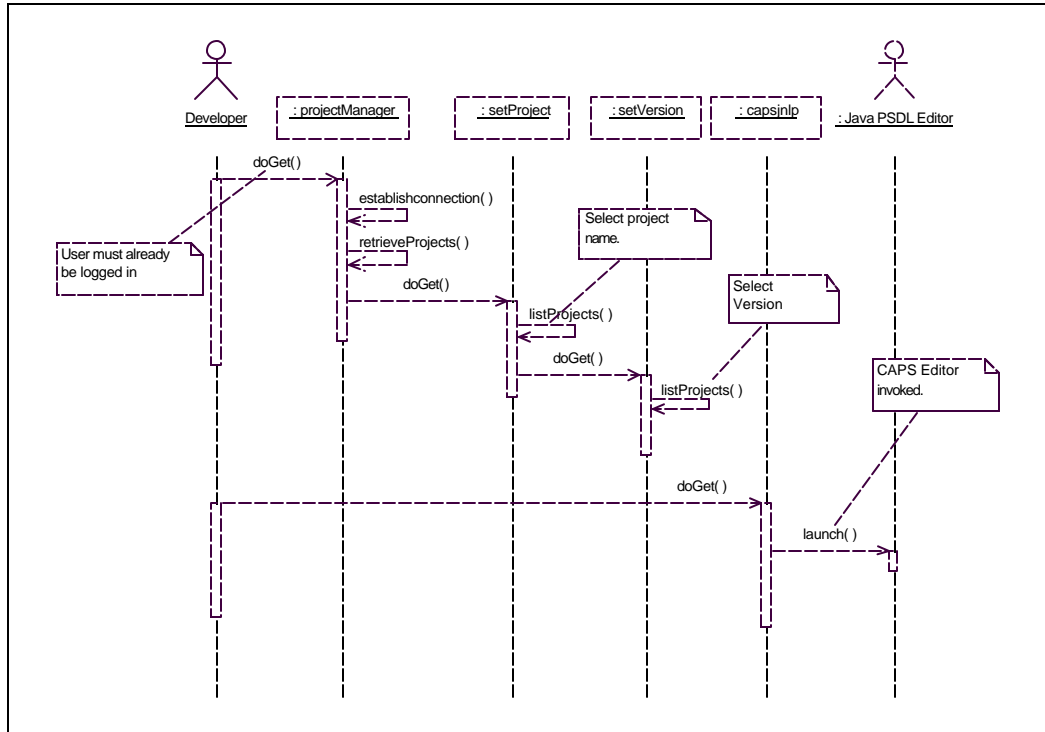 Developer
: projectManager
: setProject
: setVersion
: capsjnlp
: Java PSDL Editor
doGet( )
establishconnection( )
User must already
be logged in
retrieveProjects( )
Select project
name.
doGet( )
listProjects( )
Select
Version
doGet( )
listProjects( )
CAPS Editor
invoked.
doGet( )
launch( )